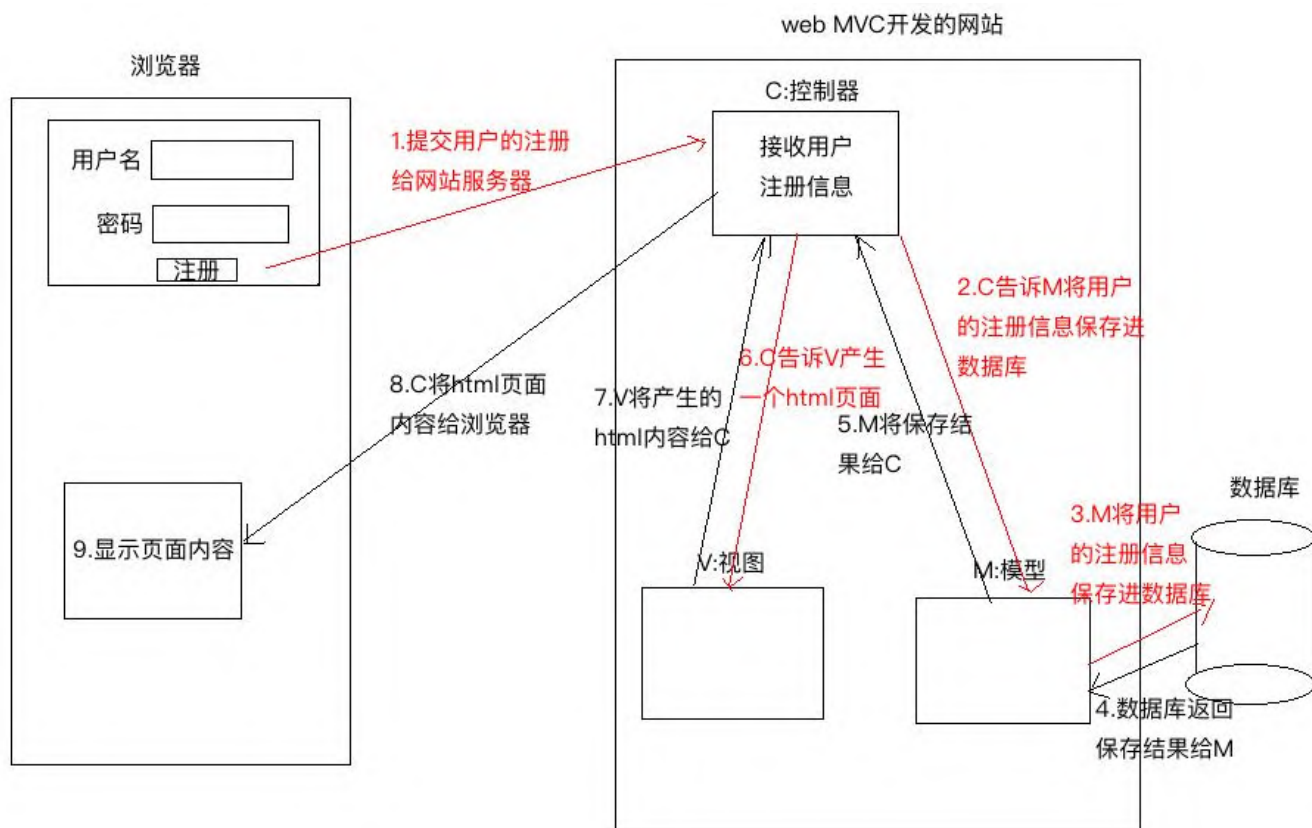 web MVC开发的网站
浏览器
C:控制器
用户名
密码
注册
1.提交用户的注册
给网站服务器
接收用户
注册信息
2.C告诉M将用户
的注册信息保存进
数据库
6.C告诉V产生
一个html页面
8.C将html页面
内容给浏览器
7.V将产生的
html内容给C
5.M将保存结
果给C
数据库
9.显示页面内容
V:视图
M:模型
3.M将用户
的注册信息
保存进数据库
4.数据库返回
保存结果给M